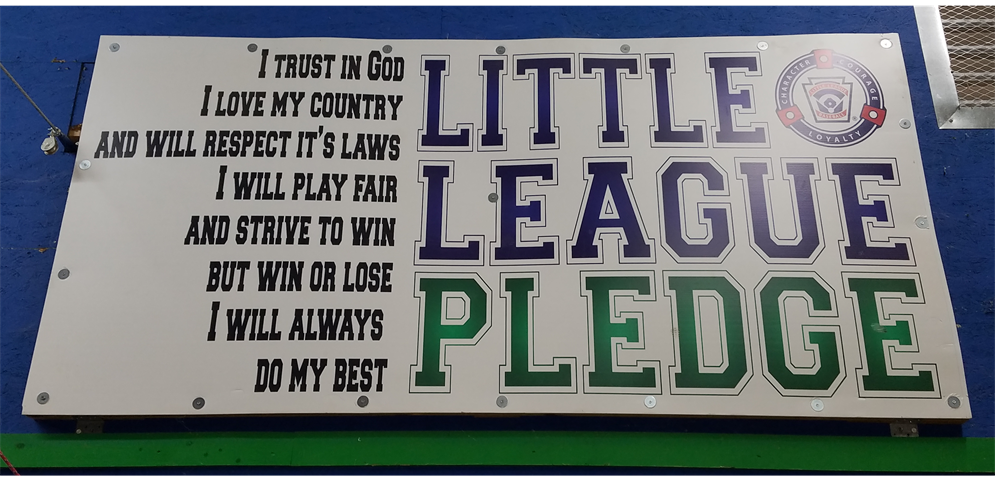 I TRUST IN GOD
I LOVE MY COUNTRY
AND WILL RESPECT IT'S LAWS
I WILL PLAY FAIR
AND STRIVE TO WIN
BUT WIN OR LOSE
I WILL ALWAYS
DO MY BEST
LITTLE
LEAGUE
PLEDGE
CHARACTER
COURAGE
LOYALTY